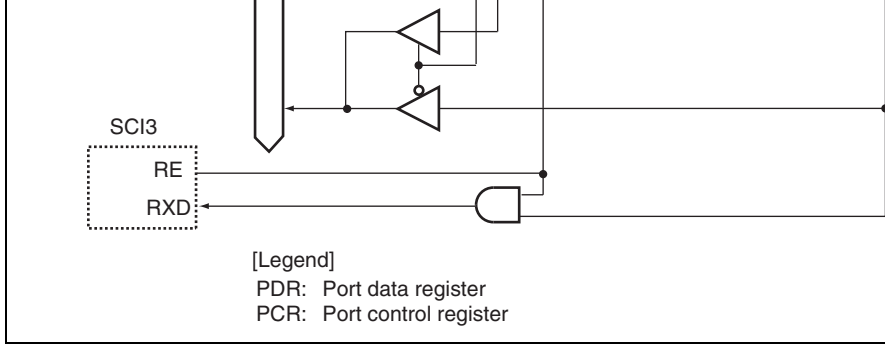 SCI3
RE
RXD
[Legend]
PDR: Port data register
PCR: Port control register